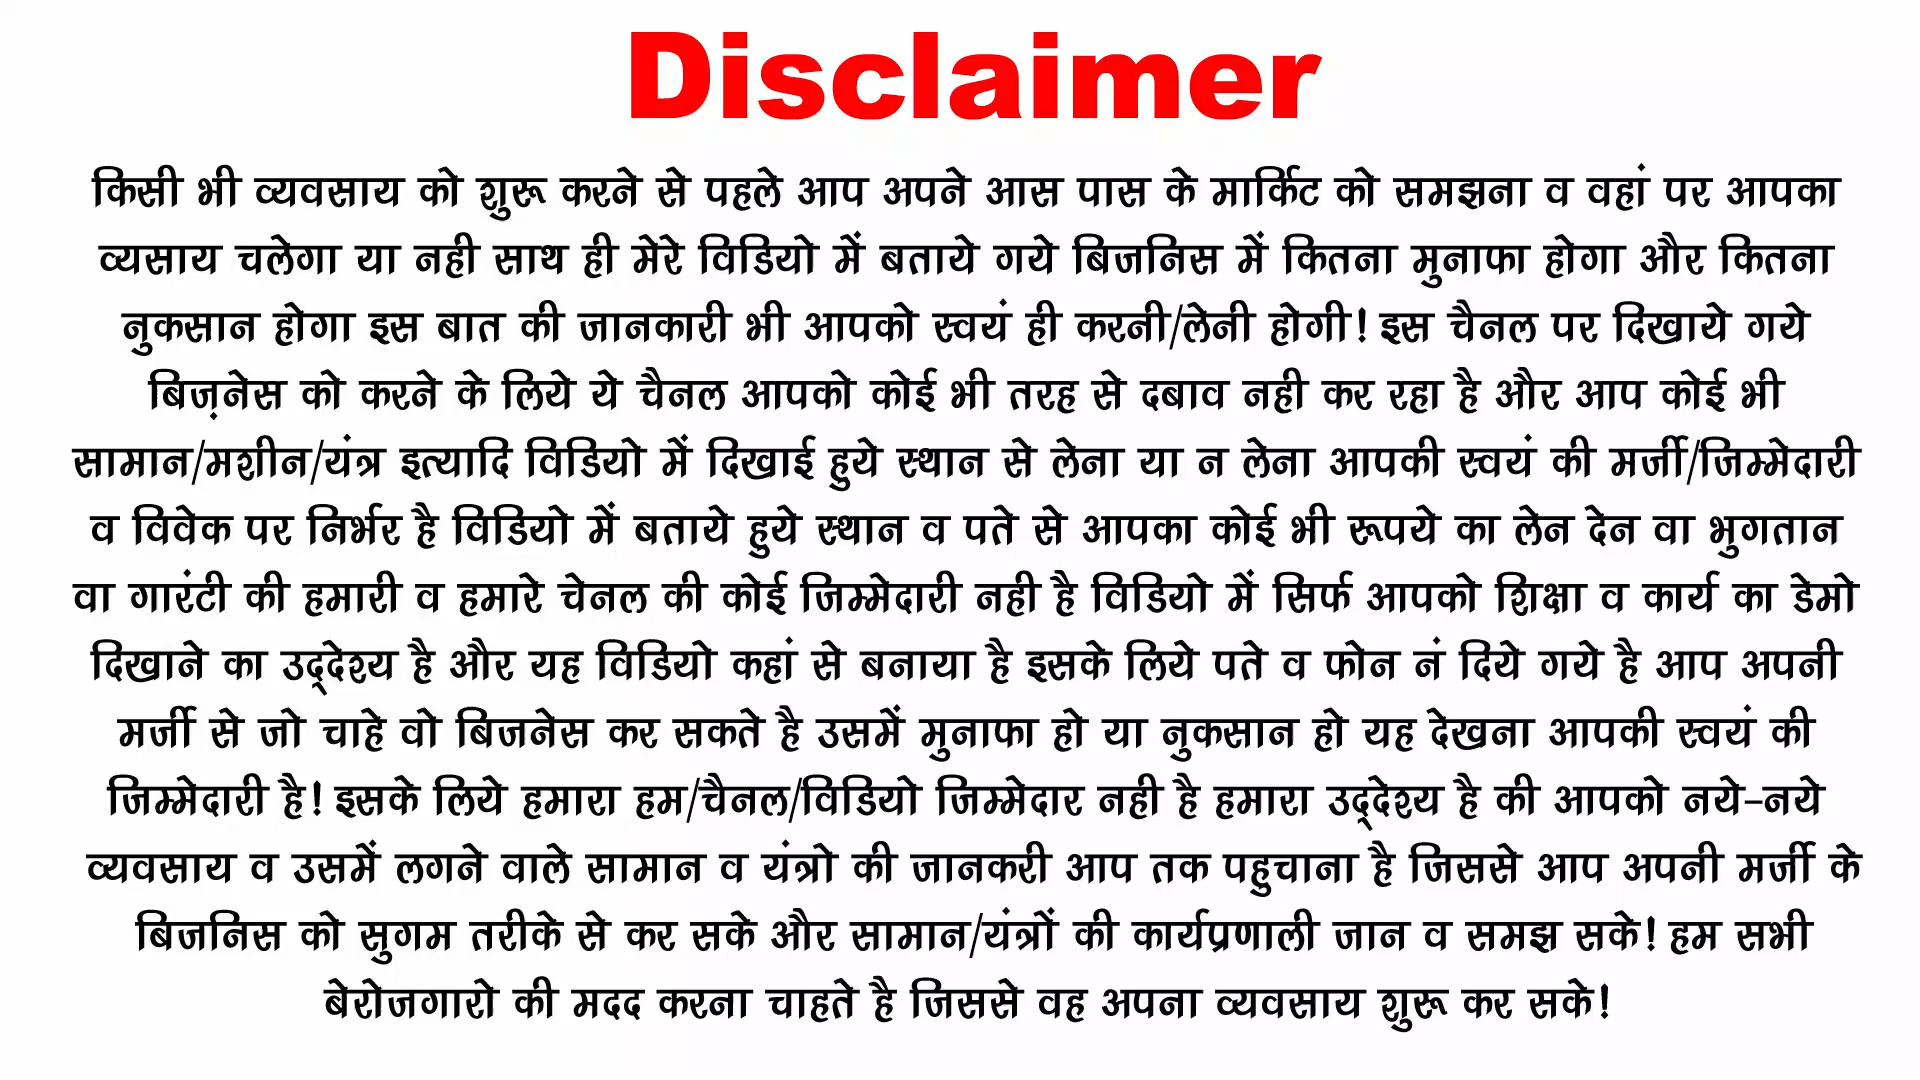 Disclaimer
किसी भी व्यवसाय को शुरू करने से पहले आप अपने आस पास के मार्किट को समझना व वहां पर आपका
व्यसाय चलेगा या नही साथ ही मेरे विडियो में बताये गये बिजनिस में कितना मुनाफा होगा और कितना
नुकसान होगा इस बात की जानकारी भी आपको स्वयं ही करनी/लेनी होगी! इस चैनल पर दिखाये गये
बिज़नेस को करने के लिये ये चैनल आपको कोई भी तरह से दबाव नही कर रहा है और आप कोई भी
सामान/मशीन/यंत्र इत्यादि विडियो में दिखाई हुये स्थान से लेना या न लेना आपकी स्वयं की मर्जी/जिम्मेदारी
व विवेक पर निर्भर है विडियो में बताये हुये स्थान व पते से आपका कोई भी रूपये का लेन देन वा भुगतान
वा गारंटी की हमारी व हमारे चेनल की कोई जिम्मेदारी नही है विडियो में सिर्फ आपको शिक्षा व कार्य का डेमो
दिखाने का उद्देश्य है और यह विडियो कहां से बनाया है इसके लिये पते व फोन नं दिये गये है आप अपनी
मर्जी से जो चाहे वो बिजनेस कर सकते है उसमें मुनाफा हो या नुकसान हो यह देखना आपकी स्वयं की
जिम्मेदारी है! इसके लिये हमारा हम/चैनल/विडियो जिम्मेदार नही है हमारा उद्देश्य है की आपको नये-नये
व्यवसाय व उसमें लगने वाले सामान व यंत्रो की जानकरी आप तक पहुचाना है जिससे आप अपनी मर्जी के
बिजनिस को सुगम तरीके से कर सके और सामान/यंत्रों की कार्यप्रणाली जान व समझ सके! हम सभी
बेरोजगारो की मदद करना चाहते है जिससे वह अपना व्यवसाय शुरू कर सके!